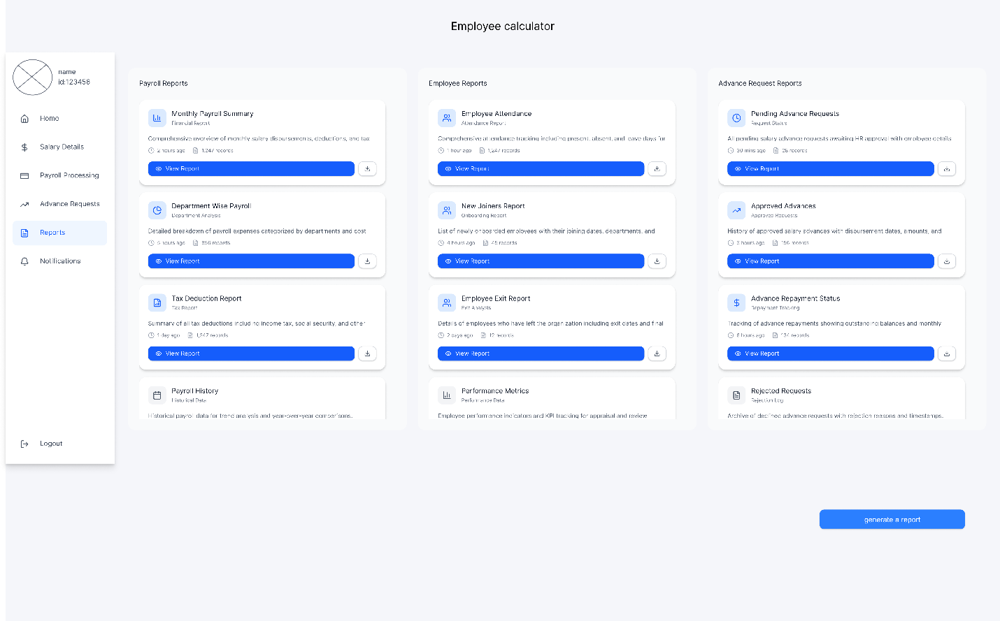 Employee calculator
name
id:123456
Home
Salary Details
Payroll Processing
Advance Requests
Reports
Notifications
Logout
Payroll Reports
Monthly Payroll Summary
Financial Report
Comprehensive overview of monthly salary disbursements, deductions, and tax
2 hours ago 1,247 records
View Report
Department Wise Payroll
Department Analysis
Detailed breakdown of payroll expenses categorized by departments and cost
5 hours ago 856 records
View Report
Tax Deduction Report
Tax Report
Summary of all tax deductions including income tax, social security, and other
1 day ago 1,247 records
View Report
Payroll History
Historical Data
Historical payroll data for trend analysis and year-over-year comparisons.
Employee Reports
Employee Attendance
Attendance Report
Comprehensive attendance tracking including present, absent, and leave days for
1 hour ago 1,247 records
View Report
New Joiners Report
Onboarding Report
List of newly onboarded employees with their joining dates, departments, and
4 hours ago 45 records
View Report
Employee Exit Report
Exit Analysis
Details of employees who have left the organization including exit dates and final
2 days ago 12 records
View Report
Performance Metrics
Performance Data
Employee performance indicators and KPI tracking for appraisal and review
Advance Request Reports
Pending Advance Requests
Request Status
All pending salary advance requests awaiting HR approval with employee details
30 mins ago 28 records
View Report
Approved Advances
Approved Requests
History of approved salary advances with disbursement dates, amounts, and
3 hours ago 156 records
View Report
Advance Repayment Status
Repayment Tracking
Tracking of advance repayments showing outstanding balances and monthly
6 hours ago 134 records
View Report
Rejected Requests
Rejection Log
Archive of declined advance requests with rejection reasons and timestamps.
generate a report